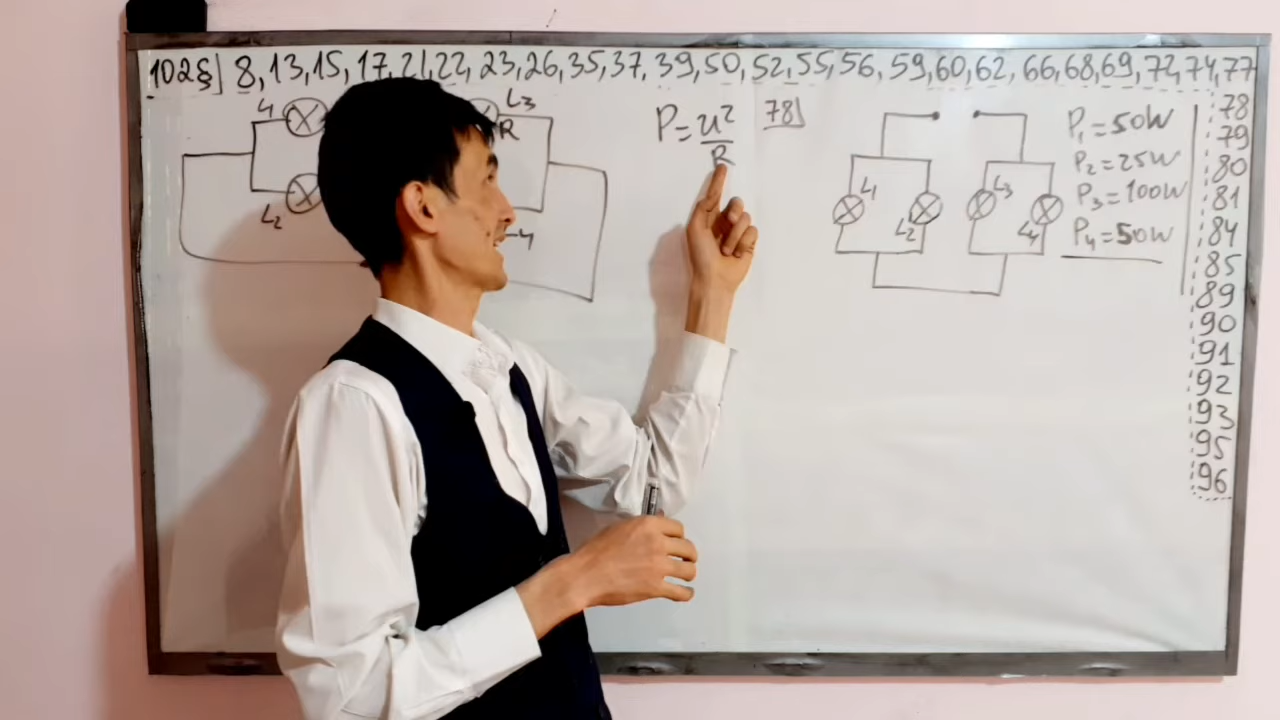 102§] 8, 13, 15, 17, 21, 22, 23, 26, 35, 37, 39, 50, 52, 55, 56, 59, 60, 62, 66, 68, 69, 72, 74, 77
L3
R
L2
P=u²/R
78)
L1
L2
L3
L4
P1=50W
P2=25W
P3=100W
P4=50W
78
79
80
81
84
85
89
90
91
92
93
95
96